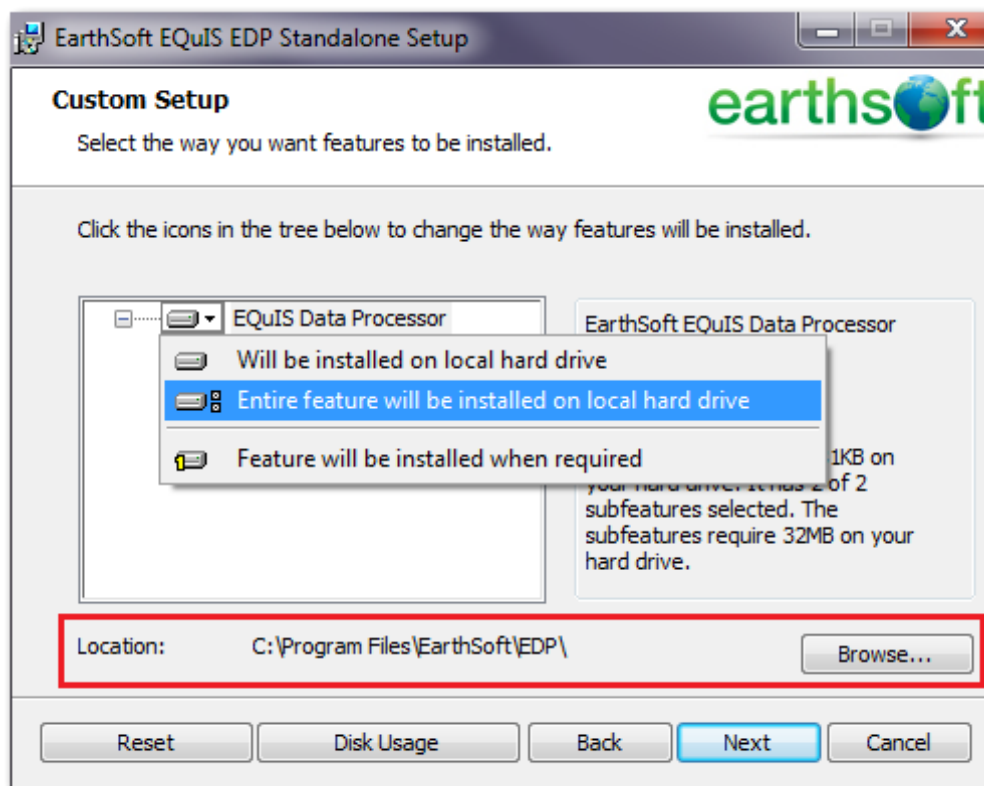 EarthSoft EQuIS EDP Standalone Setup
Custom Setup
earthsoft
Select the way you want features to be installed.
Click the icons in the tree below to change the way features will be installed.
EQuIS Data Processor
Will be installed on local hard drive
Entire feature will be installed on local hard drive
Feature will be installed when required
EarthSoft EQuIS Data Processor
1KB on
your hard drive. It has 2 of 2
subfeatures selected. The
subfeatures require 32MB on your
hard drive.
Location:
C:\Program Files\EarthSoft\EDP\
Browse...
Reset
Disk Usage
Back
Next
Cancel